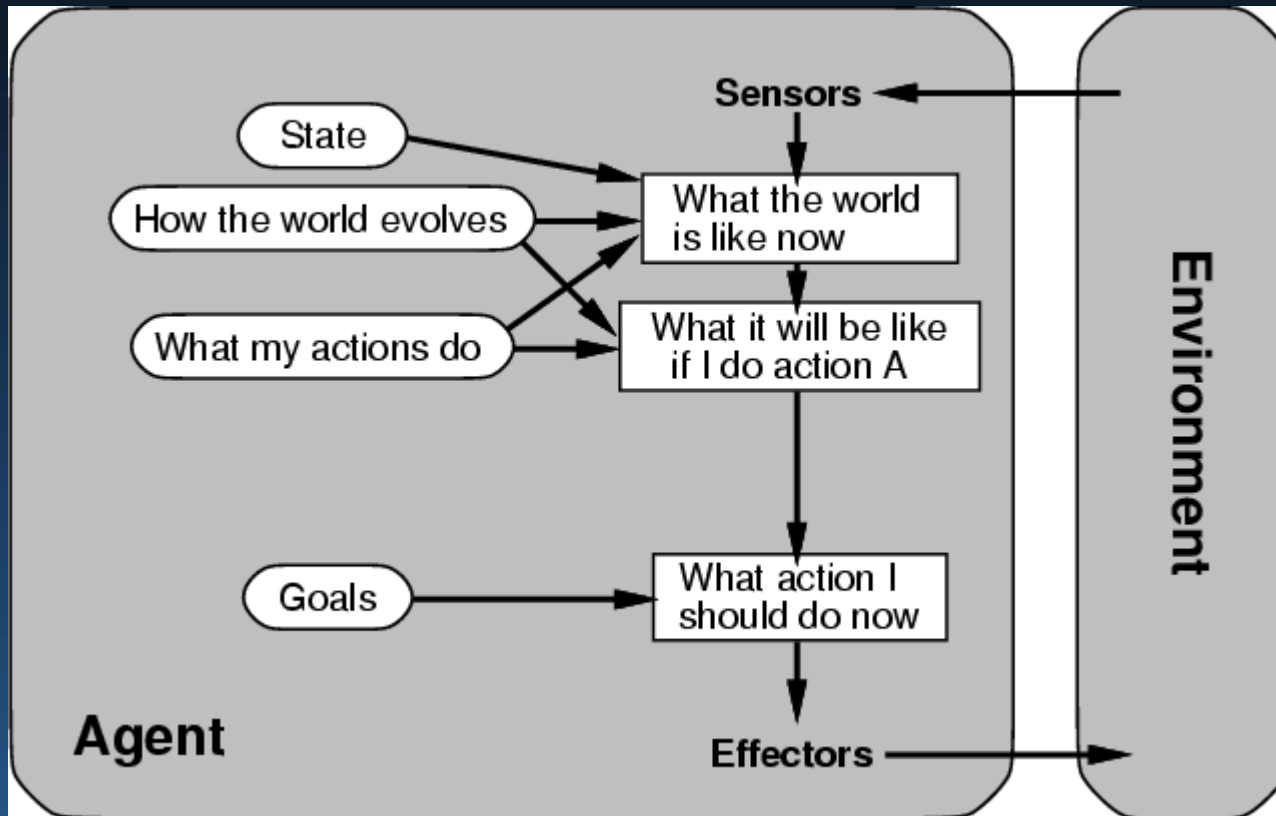 Sensors
State
What the world
is like now
How the world evolves
What it will be like
if I do action A
What my actions do
Goals
What action I
should do now
Agent
Effectors
Environment